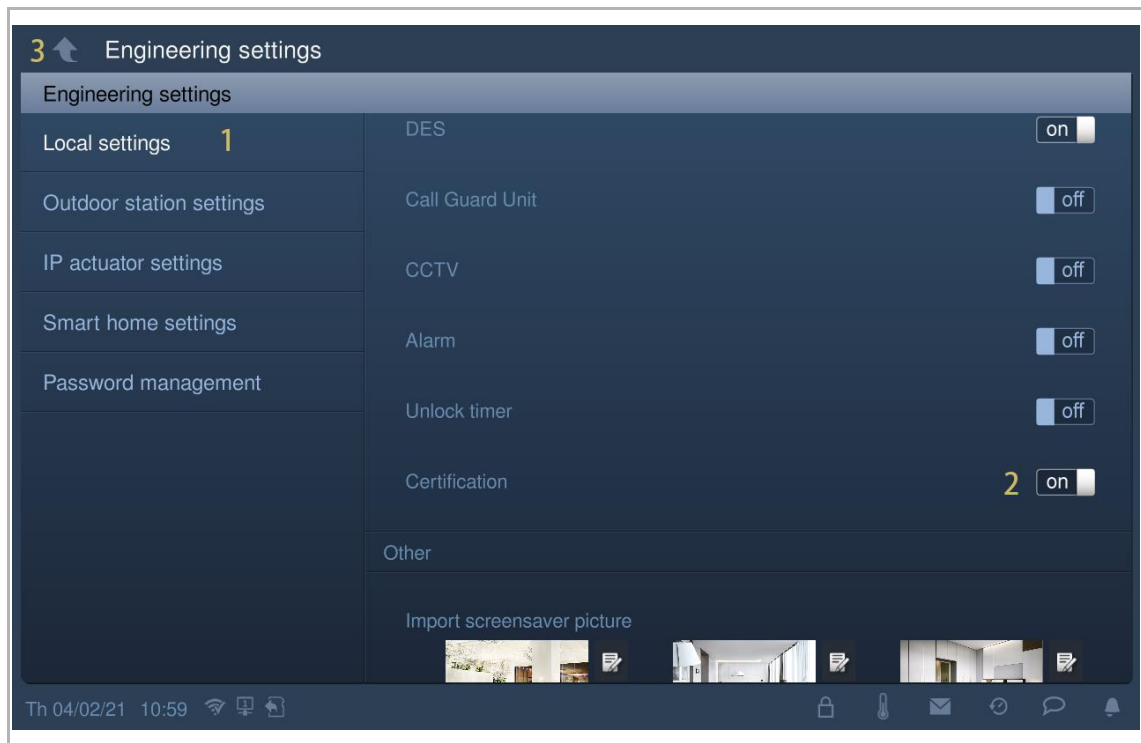 3 Engineering settings
Engineering settings
Local settings 1
Outdoor station settings
IP actuator settings
Smart home settings
Password management
DES on
Call Guard Unit off
CCTV off
Alarm off
Unlock timer off
Certification 2 on
Other
Import screensaver picture
Th 04/02/21 10:59 1